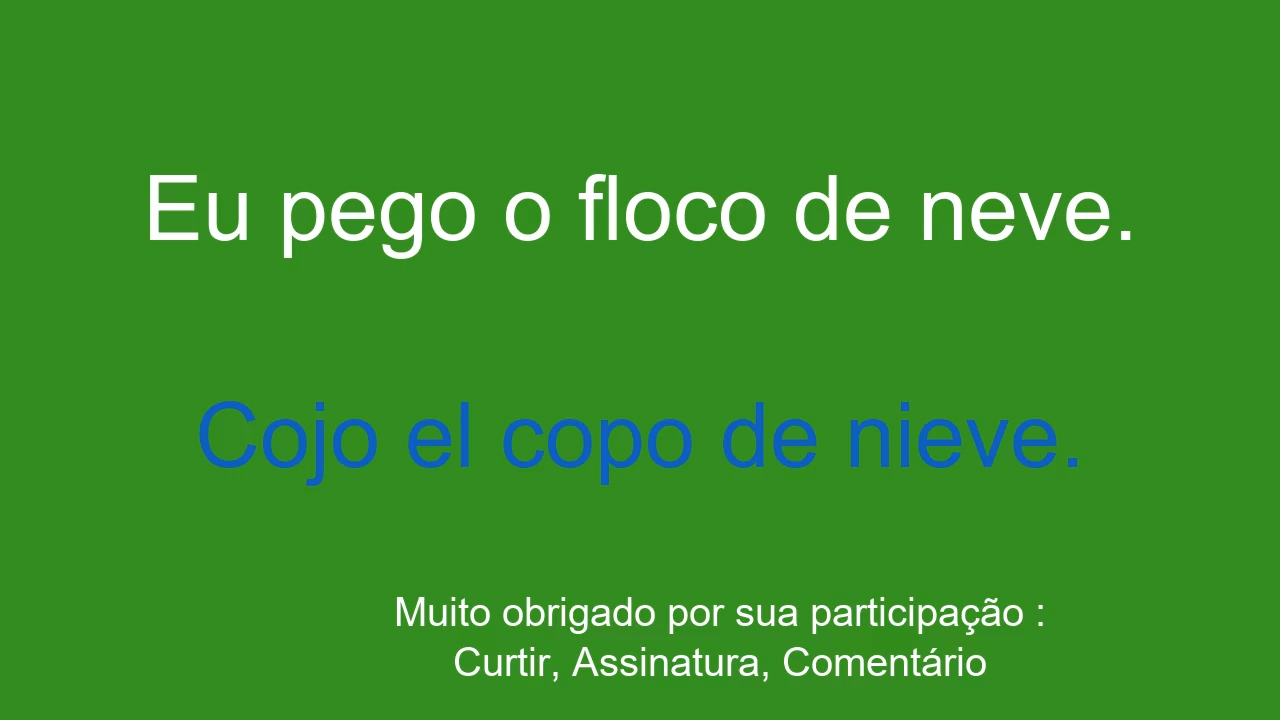 Eu pego o floco de neve.
Cojo el copo de nieve.
Muito obrigado por sua participação :
Curtir, Assinatura, Comentário